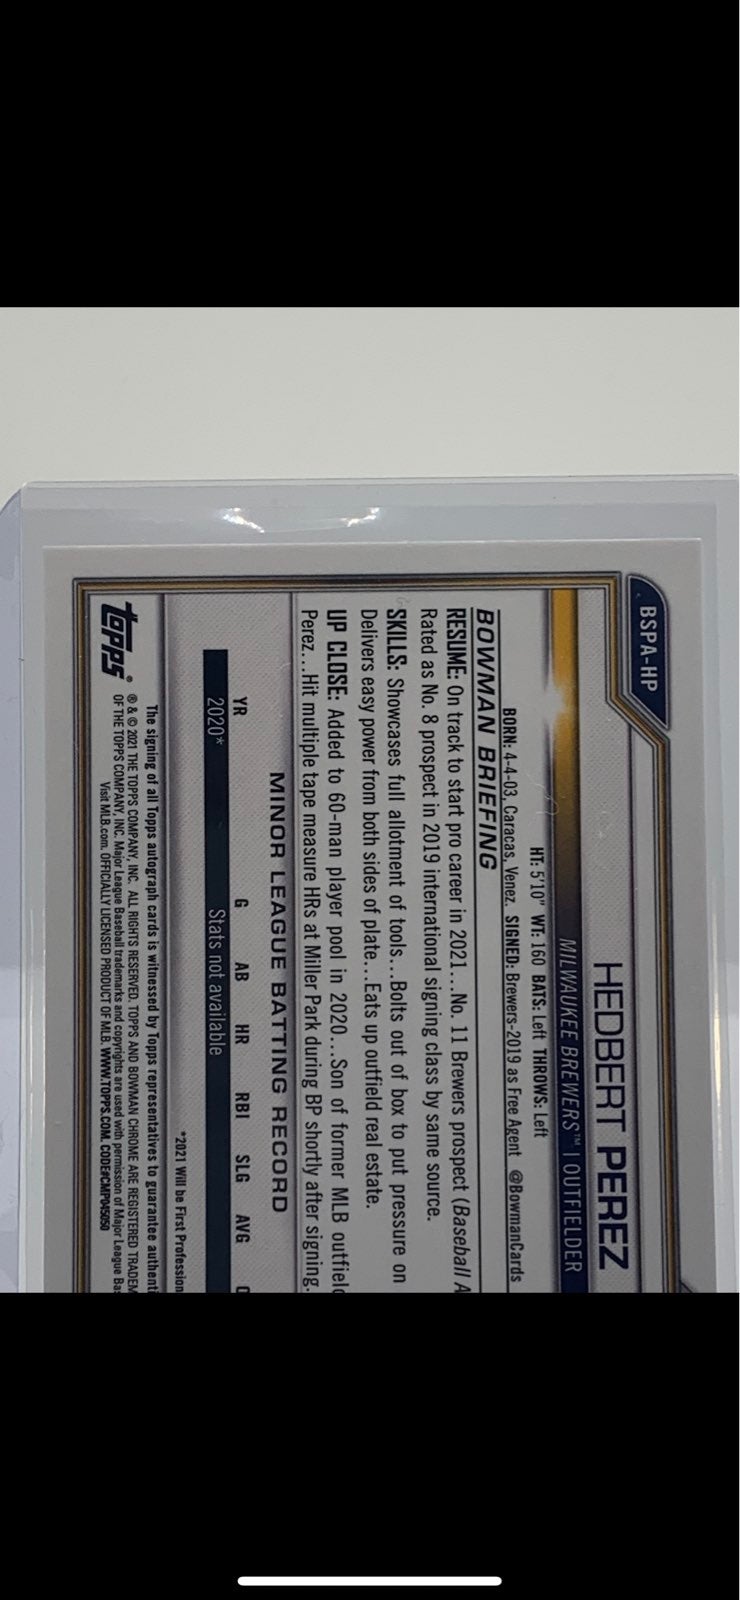 BSPA-HP
HEDBERT PEREZ
MILWAUKEE BREWERS™ | OUTFIELDER
HT: 5'10" WT: 160 BATS: Left THROWS: Left
BORN: 4-4-03, Caracas, Venez. SIGNED: Brewers-2019 as Free Agent @BowmanCards
BOWMAN BRIEFING
RESUME: On track to start pro career in 2021...No. 11 Brewers prospect (Baseball A
Rated as No. 8 prospect in 2019 international signing class by same source.
SKILLS: Showcases full allotment of tools...Bolts out of box to put pressure on
Delivers easy power from both sides of plate...Eats up outfield real estate.
UP CLOSE: Added to 60-man player pool in 2020...Son of former MLB outfield
Perez...Hit multiple tape measure HRs at Miller Park during BP shortly after signing.
MINOR LEAGUE BATTING RECORD
YR G AB HR RBI SLG AVG
2020* Stats not available
*2021 Will be First Profession
The signing of all Topps autograph cards is witnessed by Topps representatives to guarantee authenti
® & © 2021 THE TOPPS COMPANY, INC. ALL RIGHTS RESERVED. TOPPS AND BOWMAN CHROME ARE REGISTERED TRADEM
OF THE TOPPS COMPANY, INC. Major League Baseball trademarks and copyrights are used with permission of Major League Ba
Visit MLB.com. OFFICIALLY LICENSED PRODUCT OF MLB. WWW.TOPPS.COM. CODE#CMP045050
topps®